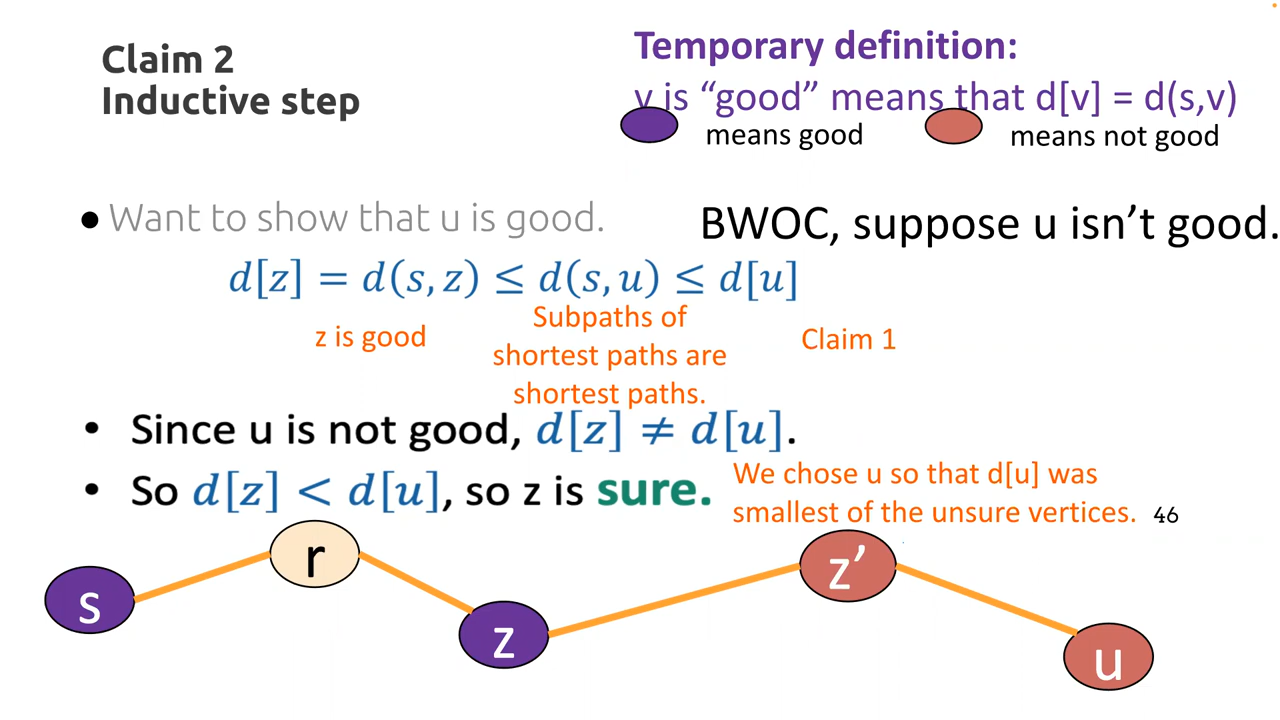 Claim 2
Inductive step
Temporary definition:
v is “good” means that d[v] = d(s,v)
means good
means not good
● Want to show that u is good.
BWOC, suppose u isn’t good.
d[z] = d(s, z) ≤ d(s, u) ≤ d[u]
z is good
Subpaths of
shortest paths are
shortest paths.
Claim 1
• Since u is not good, d[z] ≠ d[u].
• So d[z] < d[u], so z is sure.
We chose u so that d[u] was
smallest of the unsure vertices.
46
s
r
z
z’
u